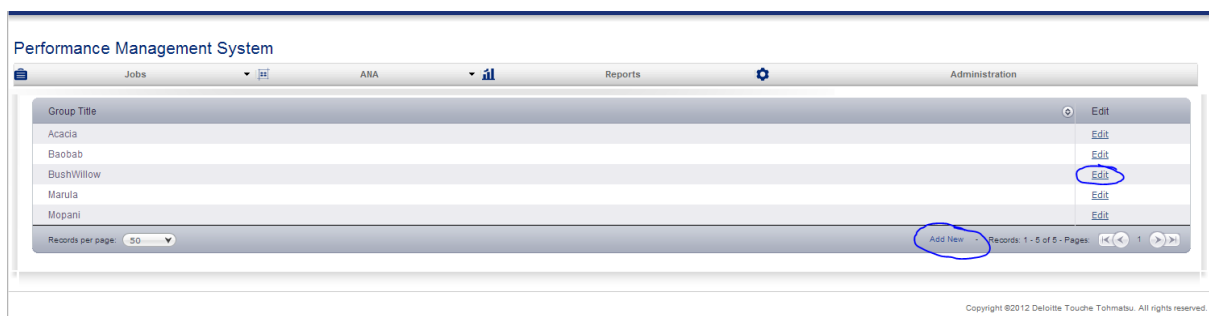 Performance Management System
Jobs ANA Reports Administration
Group Title Edit
Acacia Edit
Baobab Edit
BushWillow Edit
Marula Edit
Mopani Edit
Records per page: 50 Add New - Records: 1 - 5 of 5 - Pages: 1
Copyright ©2012 Deloitte Touche Tohmatsu. All rights reserved.